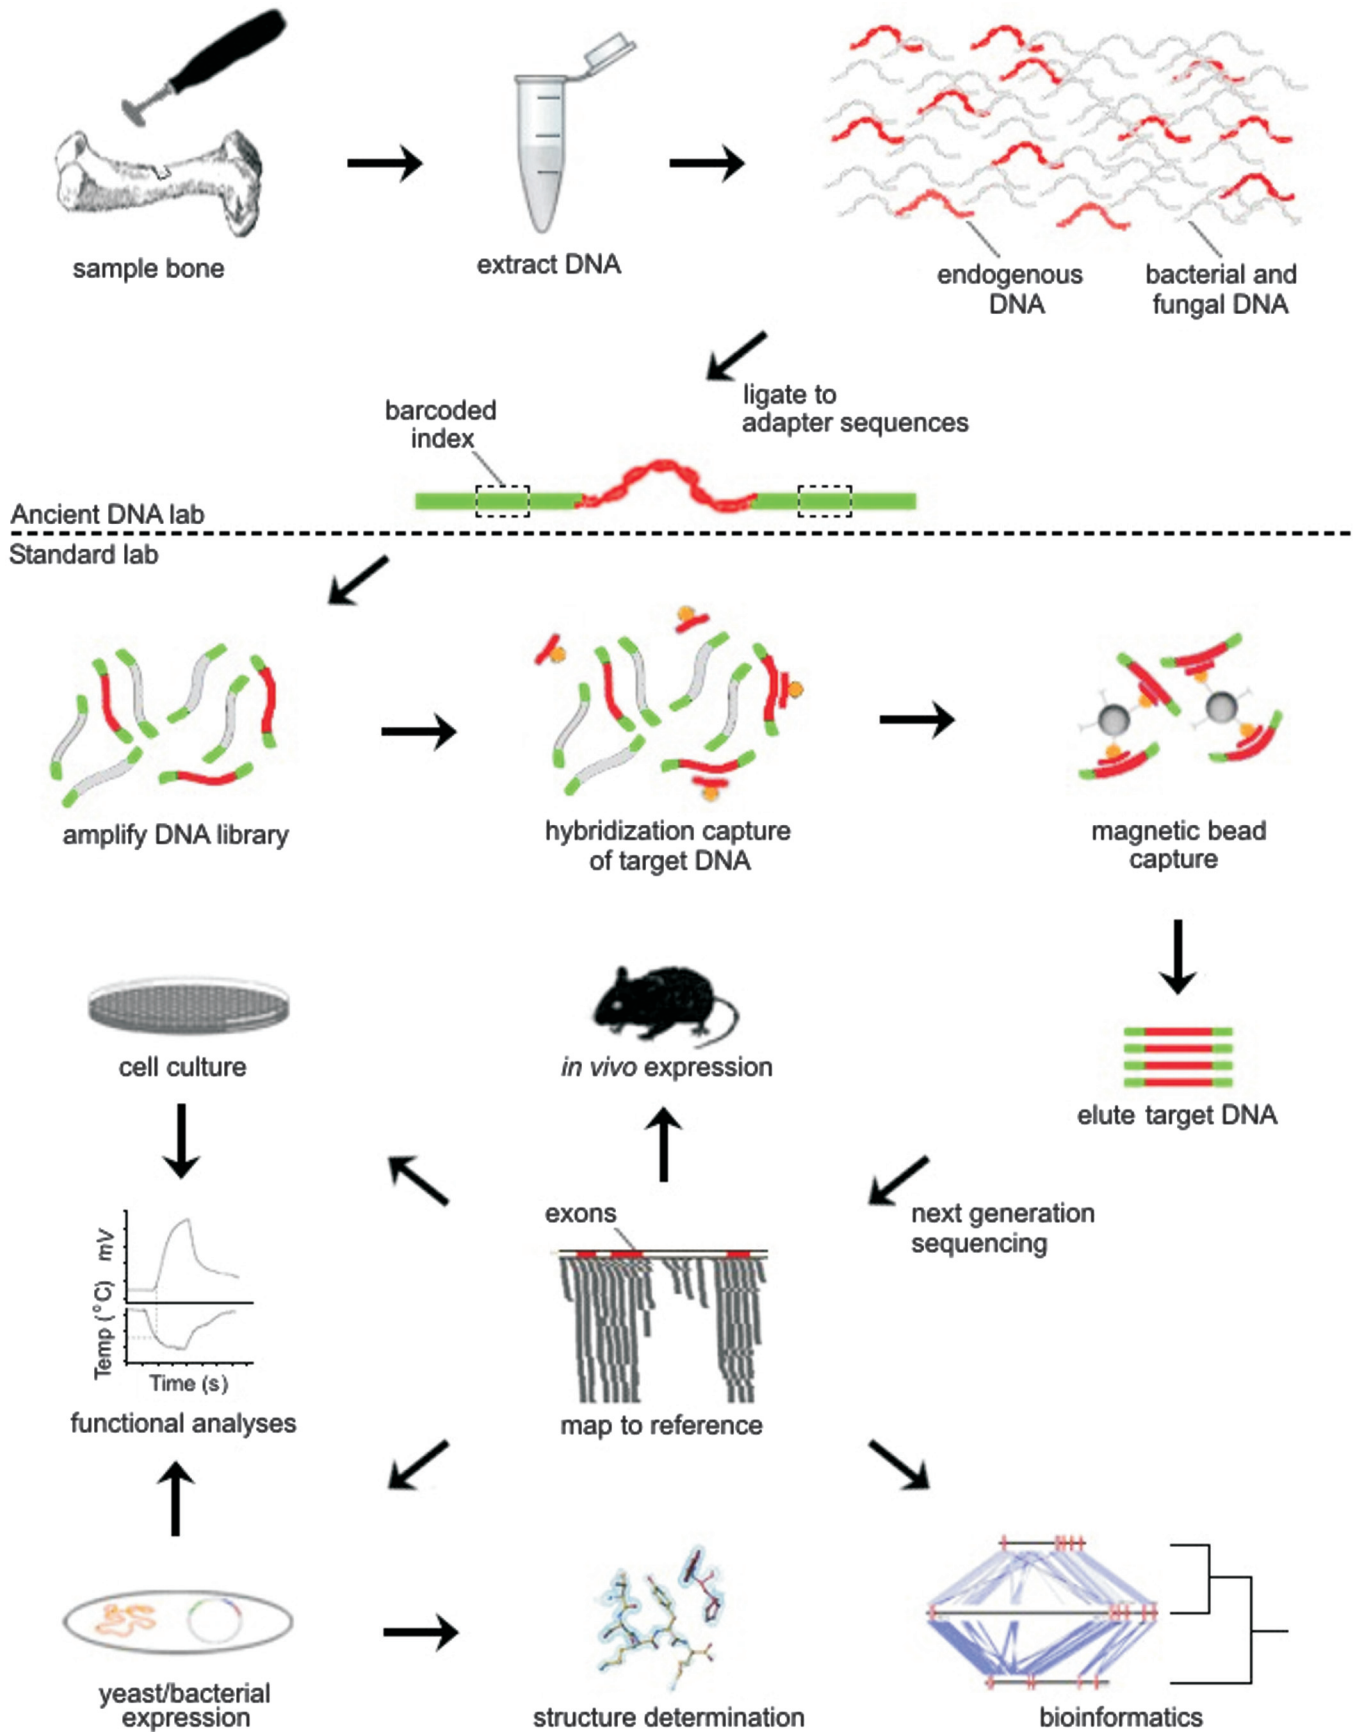 sample bone
extract DNA
endogenous
DNA
bacterial and
fungal DNA
ligate to
adapter sequences
barcoded
index
Ancient DNA lab
Standard lab
amplify DNA library
hybridization capture
of target DNA
magnetic bead
capture
cell culture
in vivo expression
elute target DNA
next generation
sequencing
exons
mV
Temp (°C)
Time (s)
functional analyses
map to reference
yeast/bacterial
expression
structure determination
bioinformatics